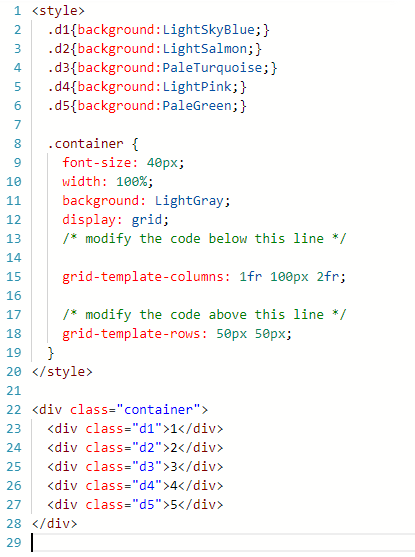 1 <style>
2   .d1{background:LightSkyBlue;}
3   .d2{background:LightSalmon;}
4   .d3{background:PaleTurquoise;}
5   .d4{background:LightPink;}
6   .d5{background:PaleGreen;}
7
8   .container {
9     font-size: 40px;
10     width: 100%;
11     background: LightGray;
12     display: grid;
13     /* modify the code below this line */
14
15     grid-template-columns: 1fr 100px 2fr;
16
17     /* modify the code above this line */
18     grid-template-rows: 50px 50px;
19   }
20 </style>
21
22 <div class="container">
23   <div class="d1">1</div>
24   <div class="d2">2</div>
25   <div class="d3">3</div>
26   <div class="d4">4</div>
27   <div class="d5">5</div>
28 </div>
29